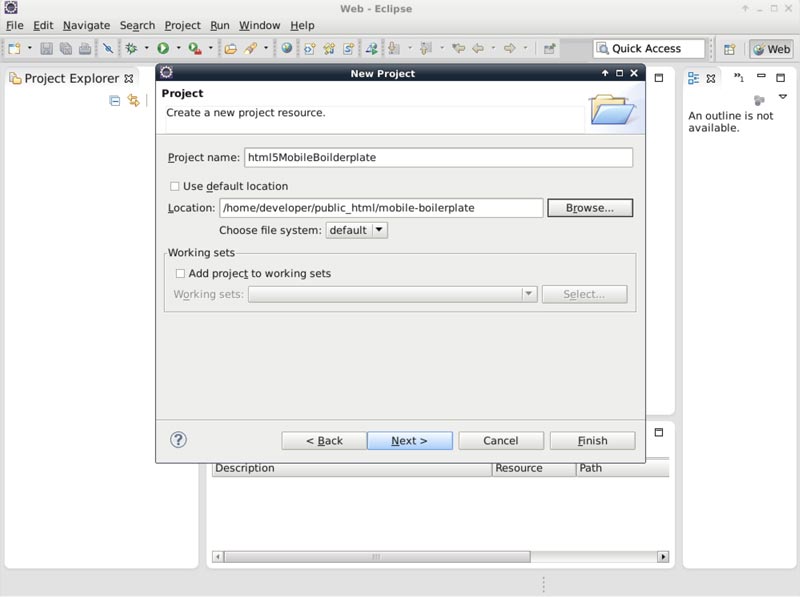 Web - Eclipse
File Edit Navigate Search Project Run Window Help
Quick Access
Web
Project Explorer
New Project
Project
Create a new project resource.
Project name: html5MobileBoilderplate
Use default location
Location: /home/developer/public_html/mobile-boilerplate Browse...
Choose file system: default
Working sets
Add project to working sets
Working sets: Select...
? < Back Next > Cancel Finish
»1
An outline is not
available.
Description Resource Path